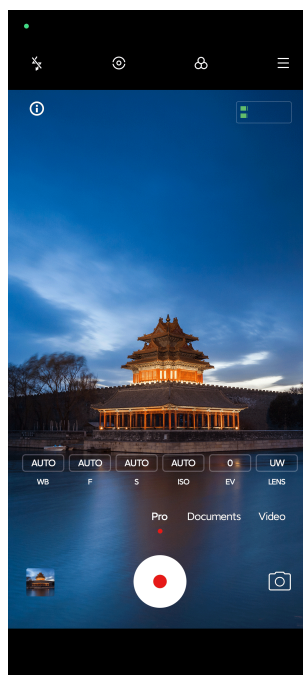 AUTO AUTO AUTO AUTO 0 UW
WB F S ISO EV LENS
Pro Documents Video